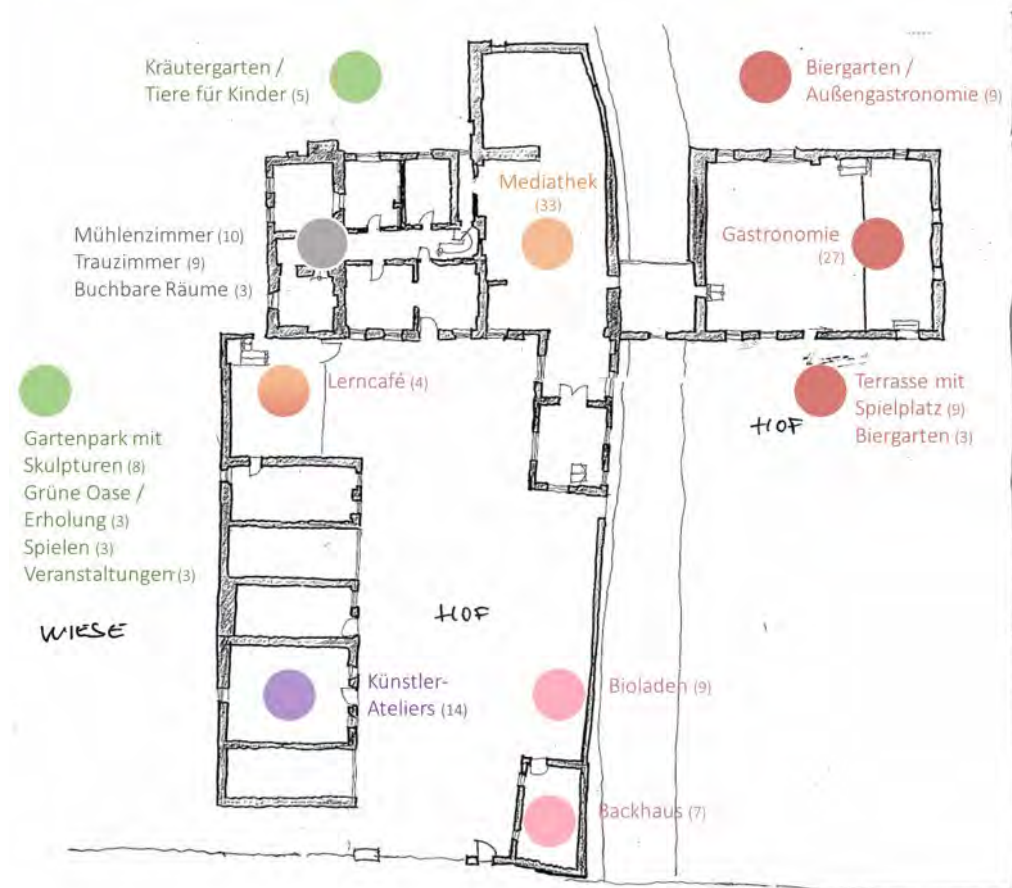 Kräutergarten /
Tiere für Kinder (5)
Biergarten /
Außengastronomie (9)
Mediathek
(33)
Mühlenzimmer (10)
Trauzimmer (9)
Buchbare Räume (3)
Gastronomie
(27)
Lerncafé (4)
Terrasse mit
Spielplatz (9)
Biergarten (3)
HOF
Gartenpark mit
Skulpturen (8)
Grüne Oase /
Erholung (3)
Spielen (3)
Veranstaltungen (3)
WIESE
HOF
Künstler-
Ateliers (14)
Bioladen (9)
Backhaus (7)